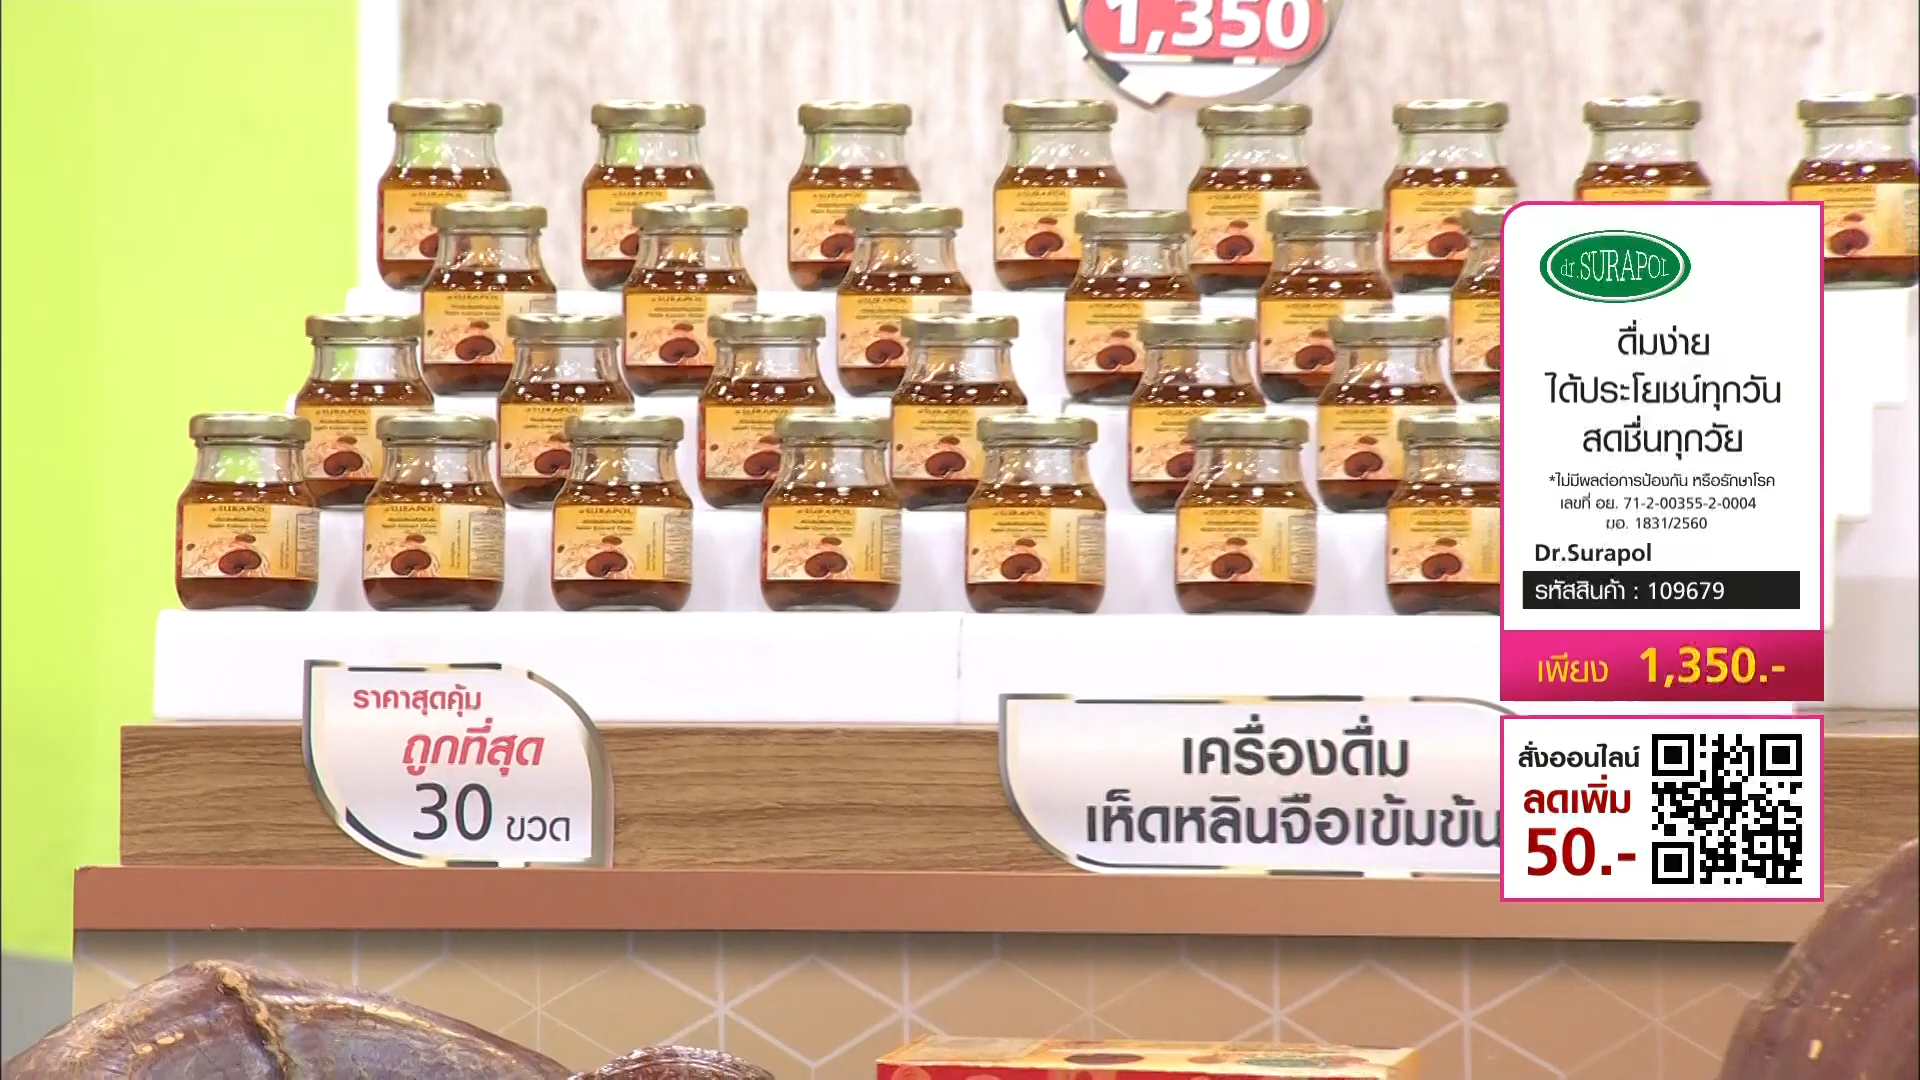 1,350
SURAPOL
dr.SURAPOL
ดื่มง่าย
ได้ประโยชน์ทุกวัน
สดชื่นทุกวัย
*ไม่มีผลต่อการป้องกัน หรือรักษาโรค
เลขที่ อย. 71-2-00355-2-0004
ฆอ. 1831/2560
Dr.Surapol
รหัสสินค้า : 109679
เพียง 1,350.-
สั่งออนไลน์
ลดเพิ่ม
50.-
ราคาสุดคุ้ม
ถูกที่สุด
30 ขวด
เครื่องดื่ม
เห็ดหลินจือเข้มข้น